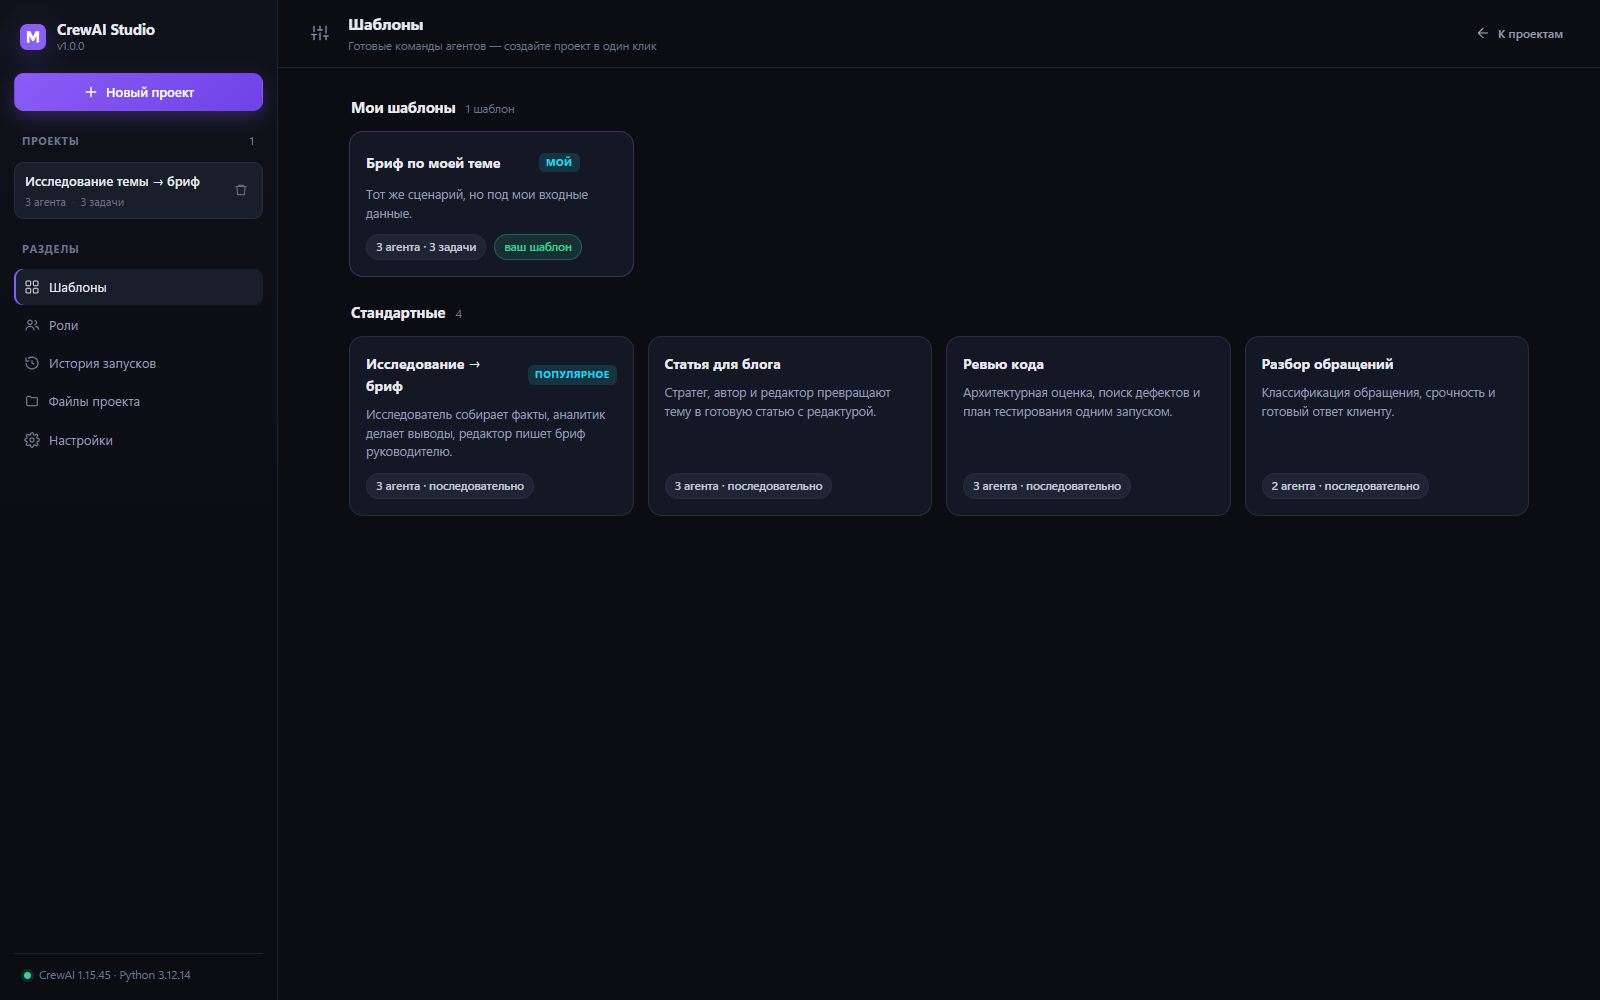 M
CrewAI Studio
v1.0.0
Новый проект
ПРОЕКТЫ 1
Исследование темы → бриф
3 агента · 3 задачи
РАЗДЕЛЫ
Шаблоны
Роли
История запусков
Файлы проекта
Настройки
CrewAI 1.15.45 · Python 3.12.14
Шаблоны
Готовые команды агентов — создайте проект в один клик
← К проектам
Мои шаблоны 1 шаблон
Бриф по моей теме МОЙ
Тот же сценарий, но под мои входные
данные.
3 агента · 3 задачи ваш шаблон
Стандартные 4
Исследование →
бриф
ПОПУЛЯРНОЕ
Исследователь собирает факты, аналитик
делает выводы, редактор пишет бриф
руководителю.
3 агента · последовательно
Статья для блога
Стратег, автор и редактор превращают
тему в готовую статью с редактурой.
3 агента · последовательно
Ревью кода
Архитектурная оценка, поиск дефектов и
план тестирования одним запуском.
3 агента · последовательно
Разбор обращений
Классификация обращения, срочность и
готовый ответ клиенту.
2 агента · последовательно